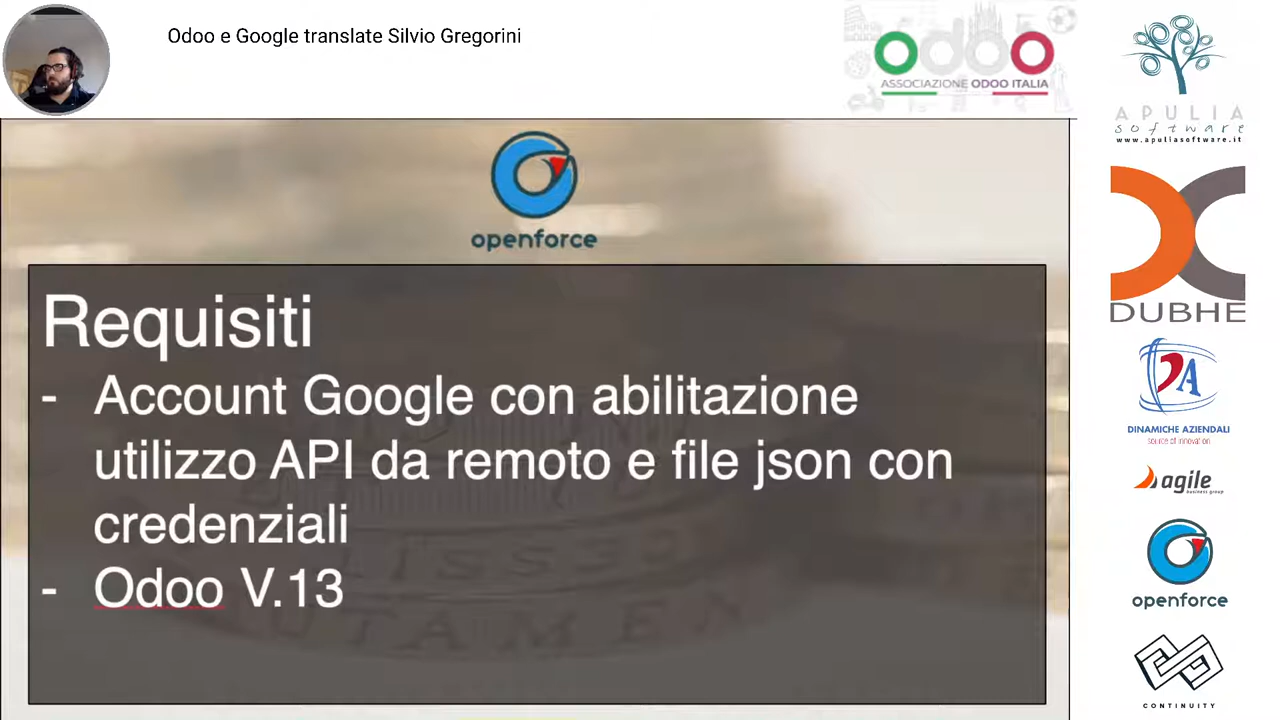 Odoo e Google translate Silvio Gregorini
odoo
ASSOCIAZIONE ODOO ITALIA
openforce
Requisiti
- Account Google con abilitazione
utilizzo API da remoto e file json con
credenziali
- Odoo V.13
APULIA
software
www.apuliasoftware.it
DUBHE
DA
DINAMICHE AZIENDALI
source of innovation
agile
business group
openforce
CONTINUITY